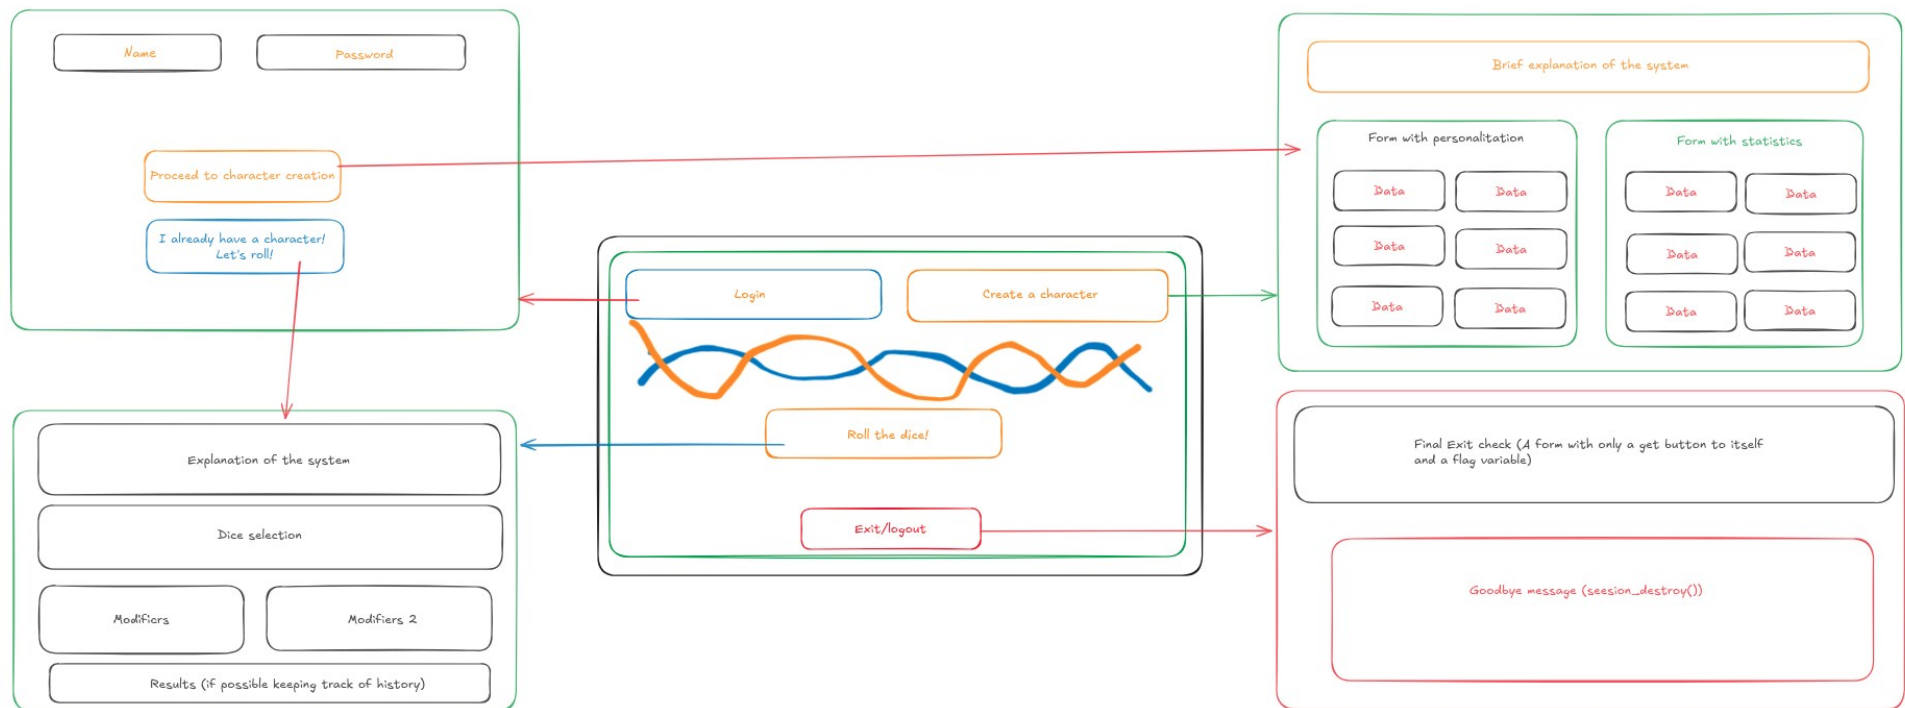 Name
Password
Proceed to character creation
I already have a character!
Let's roll!
Explanation of the system
Dice selection
Modifiers
Modifiers 2
Results (if possible keeping track of history)
Login
Create a character
Roll the dice!
Exit/logout
Brief explanation of the system
Form with personalitation
Data
Data
Data
Data
Data
Data
Form with statistics
Data
Data
Data
Data
Data
Data
Final Exit check (A form with only a get button to itself
and a flag variable)
Goodbye message (seesion_destroy())